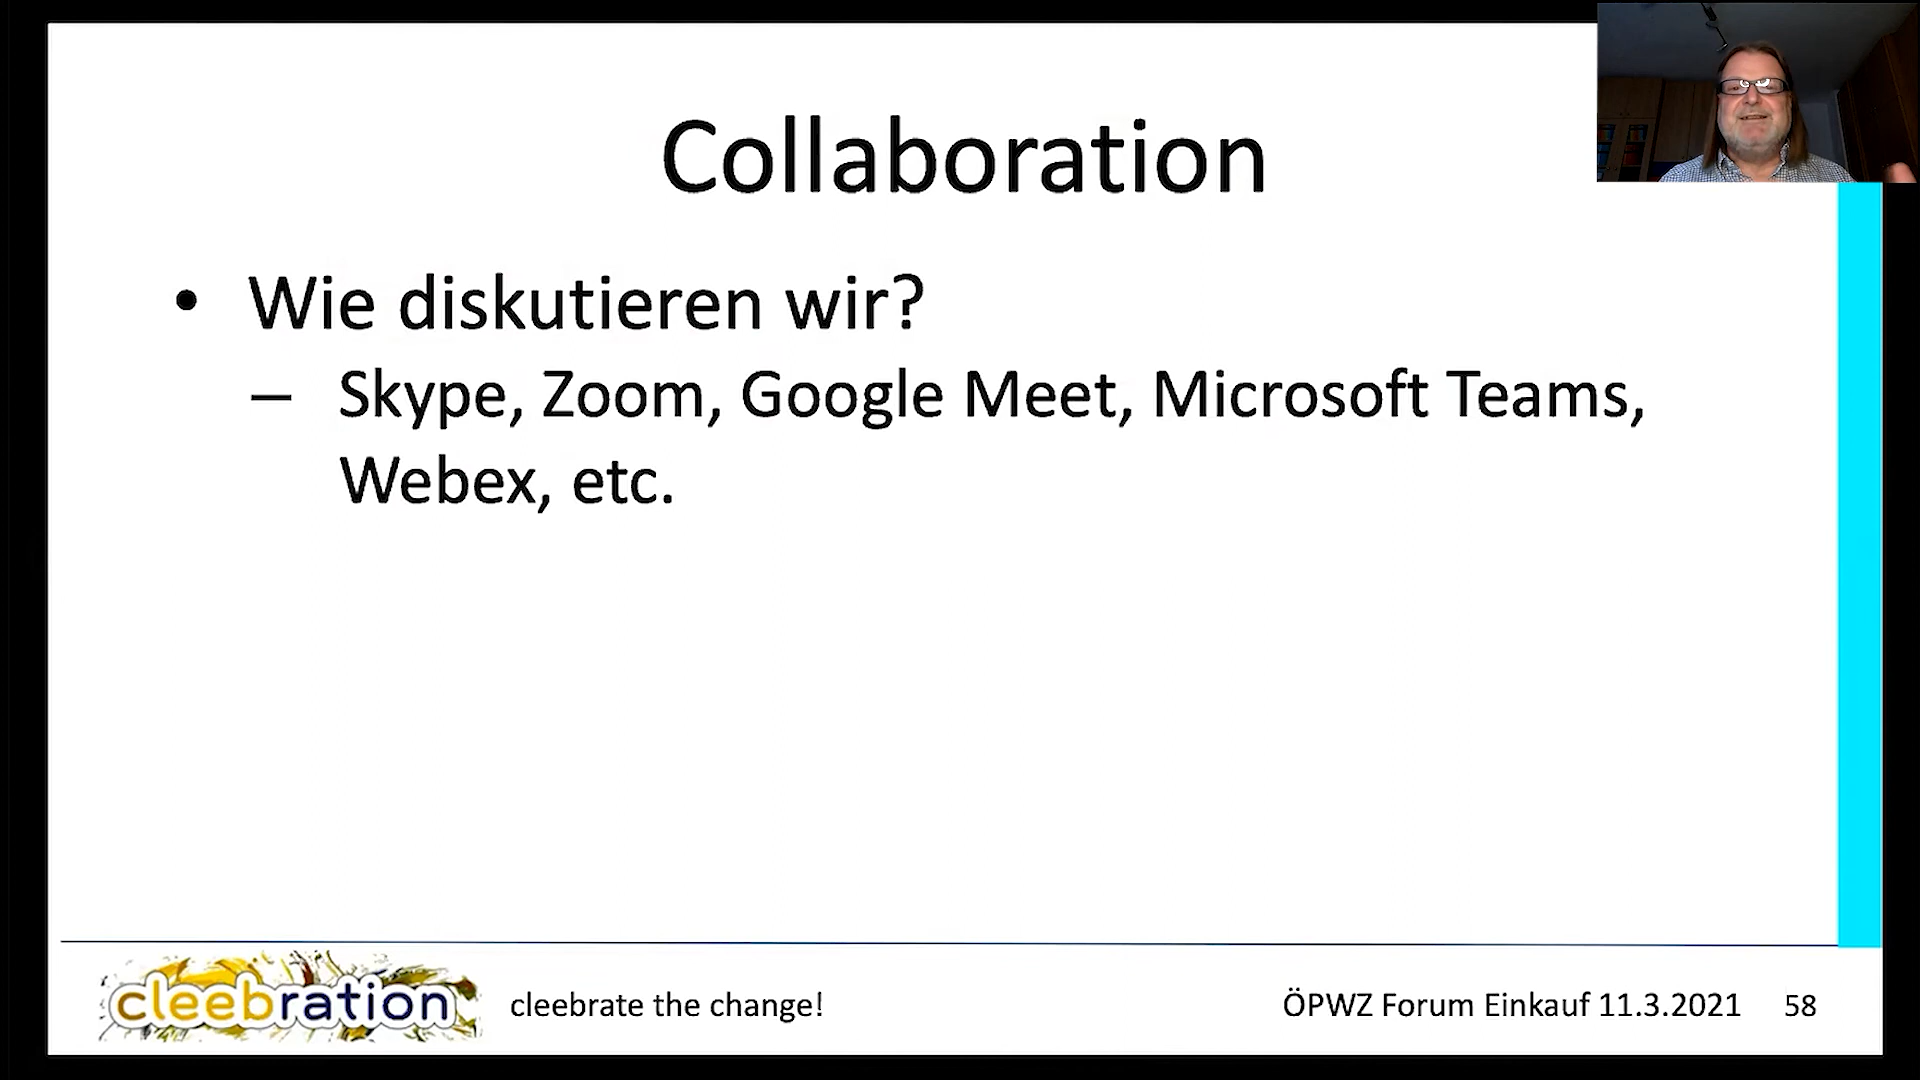 Collaboration
• Wie diskutieren wir?
– Skype, Zoom, Google Meet, Microsoft Teams,
Webex, etc.
cleebration
cleebrate the change!
ÖPWZ Forum Einkauf 11.3.2021
58